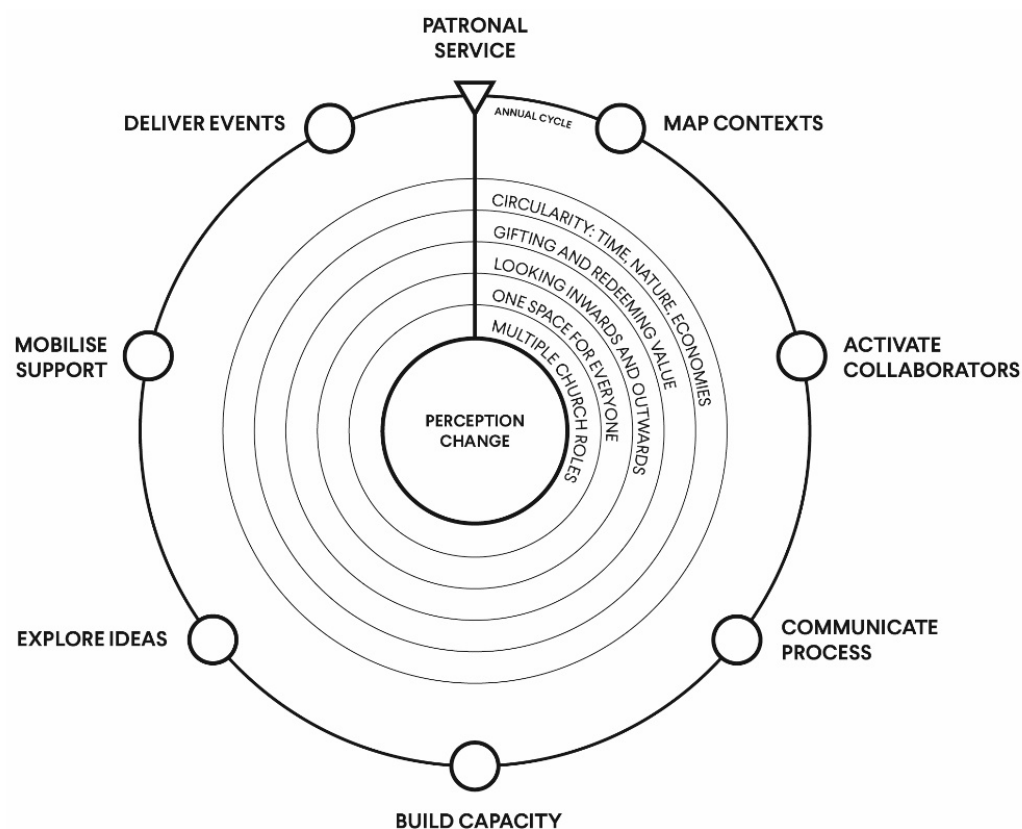 PATRONAL
SERVICE
ANNUAL CYCLE
MAP CONTEXTS
ACTIVATE
COLLABORATORS
COMMUNICATE
PROCESS
BUILD CAPACITY
EXPLORE IDEAS
MOBILISE
SUPPORT
DELIVER EVENTS
CIRCULARITY: TIME, NATURE, ECONOMIES
GIFTING AND REDEEMING VALUE
LOOKING INWARDS AND OUTWARDS
ONE SPACE FOR EVERYONE
MULTIPLE CHURCH ROLES
PERCEPTION
CHANGE